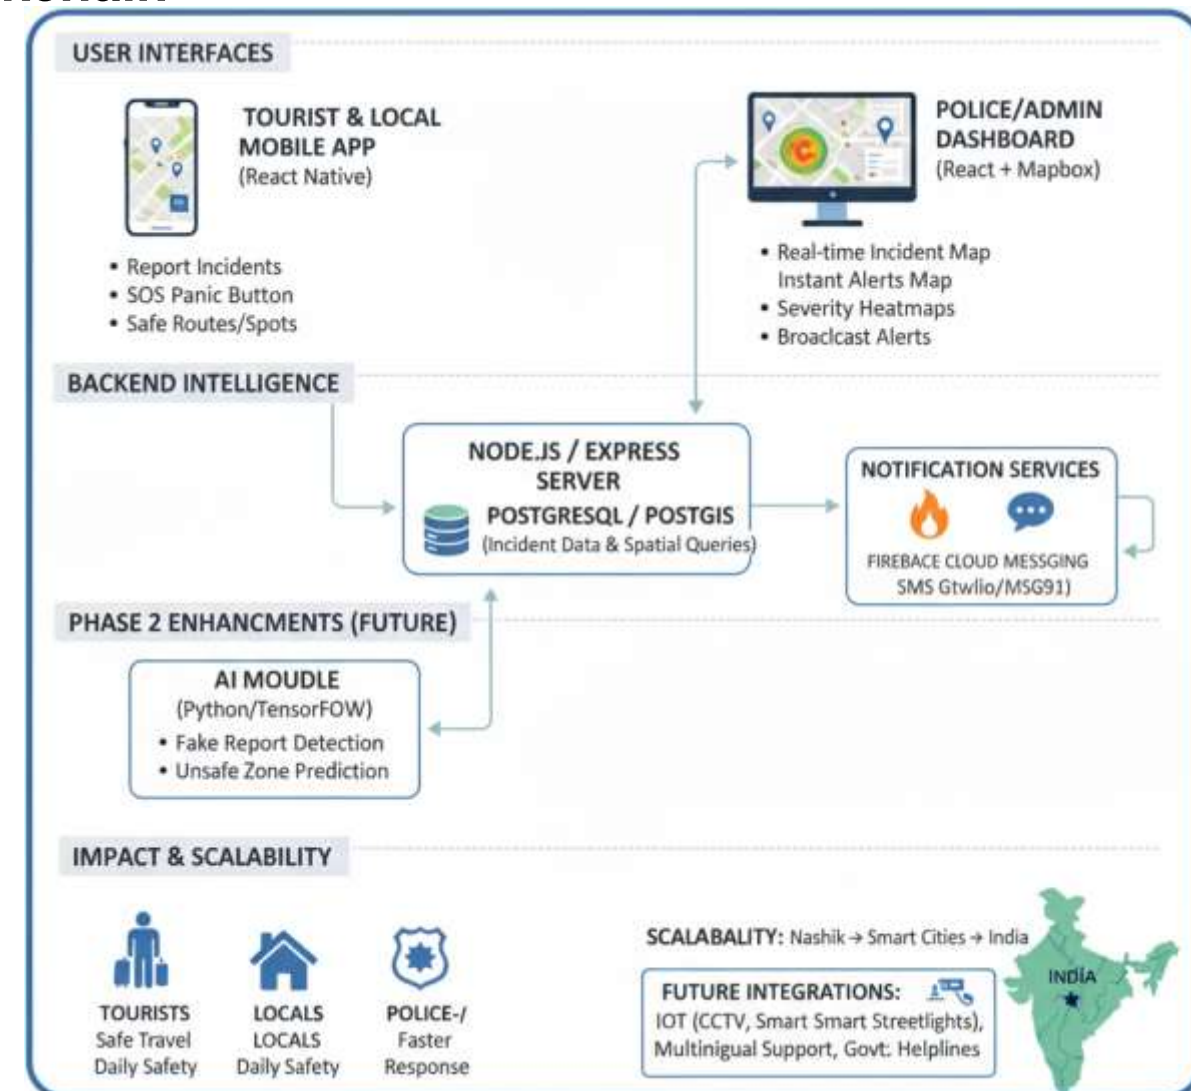 USER INTERFACES
TOURIST & LOCAL
MOBILE APP
(React Native)
• Report Incidents
• SOS Panic Button
• Safe Routes/Spots
POLICE/ADMIN
DASHBOARD
(React + Mapbox)
• Real-time Incident Map
Instant Alerts Map
• Severity Heatmaps
• Broaclcast Alerts
BACKEND INTELLIGENCE
NODE.JS / EXPRESS
SERVER
POSTGRESQL / POSTGIS
(Incident Data & Spatial Queries)
NOTIFICATION SERVICES
FIREBACE CLOUD MESSGING
SMS Gtwlio/MSG91)
PHASE 2 ENHANCMENTS (FUTURE)
AI MOUDLE
(Python/TensorFOW)
• Fake Report Detection
• Unsafe Zone Prediction
IMPACT & SCALABILITY
TOURISTS
Safe Travel
Daily Safety
LOCALS
LOCALS
Daily Safety
POLICE-/
Faster
Response
SCALABALITY: Nashik → Smart Cities → India
INDIA
FUTURE INTEGRATIONS:
IOT (CCTV, Smart Smart Streetlights),
Multinigual Support, Govt: Helplines